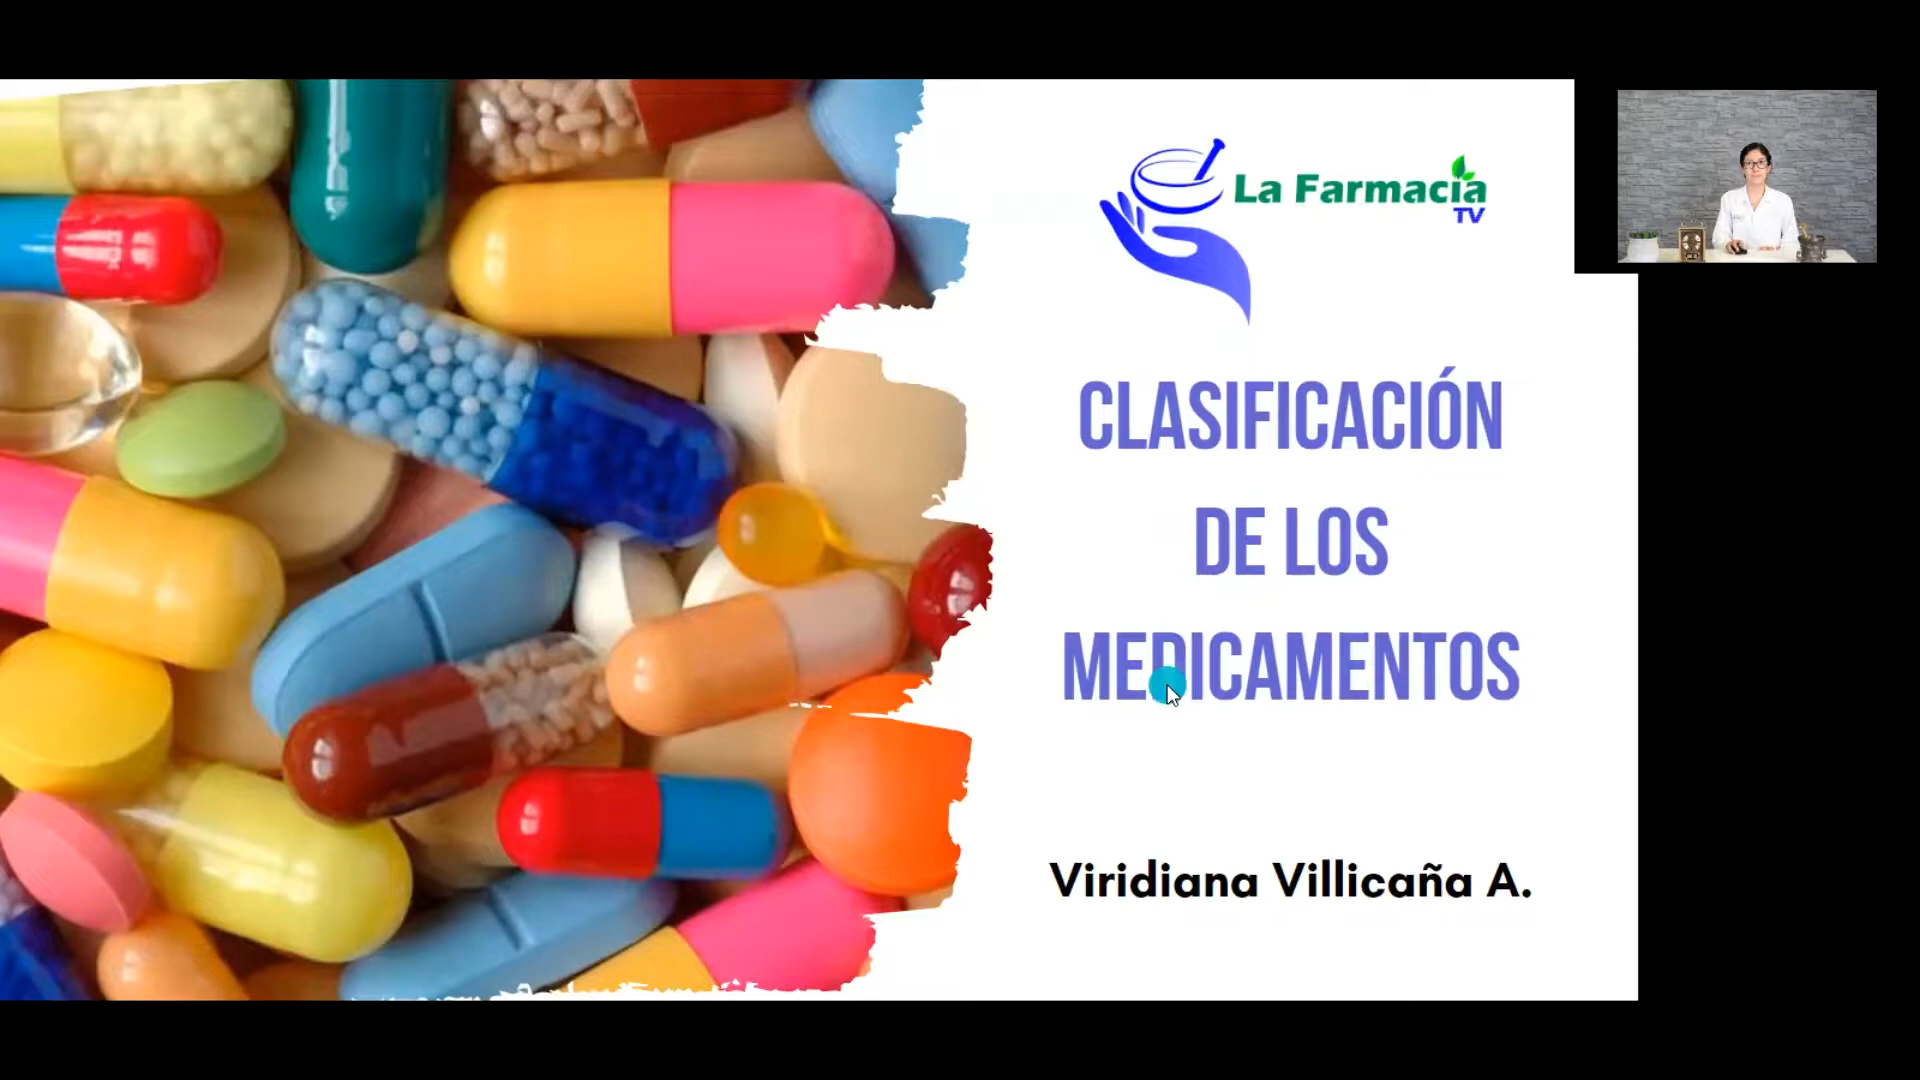 La Farmacia
TV
CLASIFICACIÓN
DE LOS
MEDICAMENTOS
Viridiana Villicaña A.